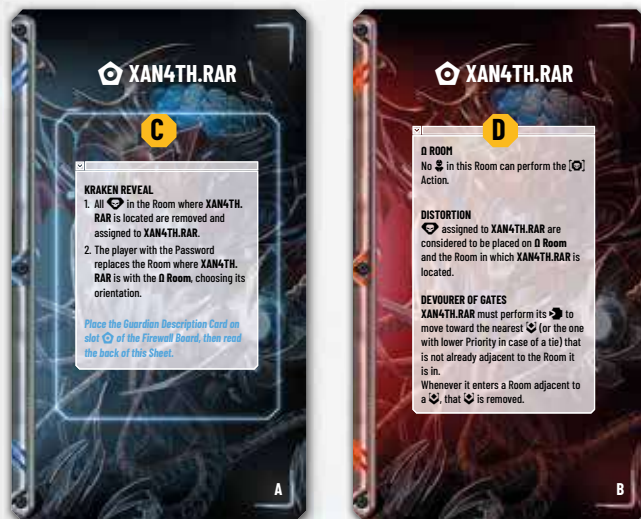 XAN4TH.RAR
C
KRAKEN REVEAL
1. All in the Room where XAN4TH.
RAR is located are removed and
assigned to XAN4TH.RAR.
2. The player with the Password
replaces the Room where XAN4TH.
RAR is with the Ω Room, choosing its
orientation.
Place the Guardian Description Card on
slot of the Firewall Board, then read
the back of this Sheet.
A
XAN4TH.RAR
D
Ω ROOM
No in this Room can perform the [ ]
Action.
DISTORTION
assigned to XAN4TH.RAR are
considered to be placed on Ω Room
and the Room in which XAN4TH.RAR is
located.
DEVOURER OF GATES
XAN4TH.RAR must perform its to
move toward the nearest (or the one
with lower Priority in case of a tie) that
is not already adjacent to the Room it
is in.
Whenever it enters a Room adjacent to
a , that is removed.
B